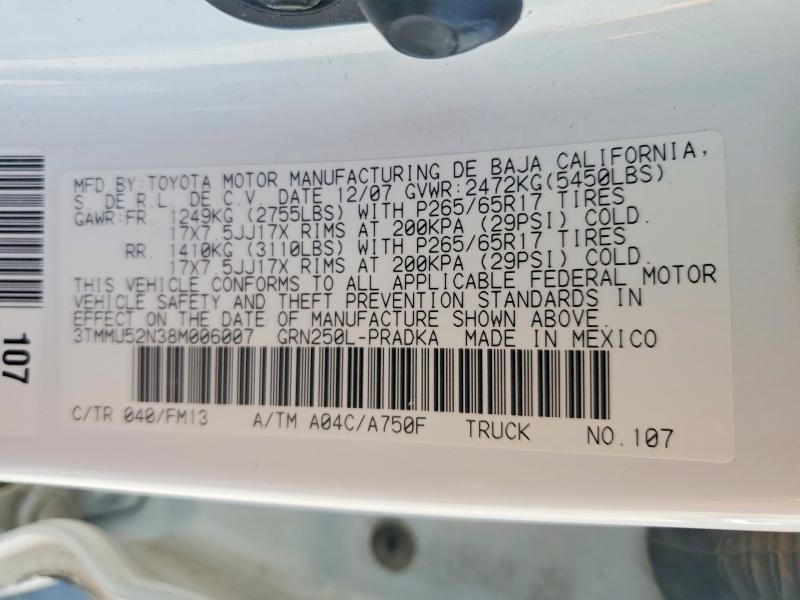 MFD BY:TOYOTA MOTOR MANUFACTURING DE BAJA CALIFORNIA,
S. DE R.L. DE C.V. DATE 12/07 GVWR:2472KG(5450LBS)
GAWR:FR. 1249KG (2755LBS) WITH P265/65R17 TIRES
17X7.5JJ17X RIMS AT 200KPA (29PSI) COLD.
RR. 1410KG (3110LBS) WITH P265/65R17 TIRES
17X7.5JJ17X RIMS AT 200KPA (29PSI) COLD.
THIS VEHICLE CONFORMS TO ALL APPLICABLE FEDERAL MOTOR
VEHICLE SAFETY AND THEFT PREVENTION STANDARDS IN
EFFECT ON THE DATE OF MANUFACTURE SHOWN ABOVE.
3TMMU52N38M006007 GRN250L-PRADKA MADE IN MEXICO
C/TR 040/FM13 A/TM A04C/A750F TRUCK NO.107
107